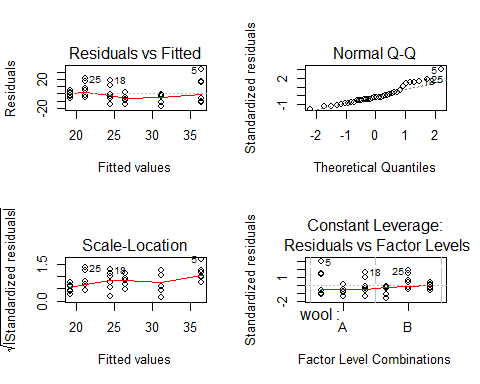 Residuals vs Fitted
Residuals
20
-20
25
18
5
20
25
30
35
Fitted values
Normal Q-Q
Standardized residuals
2
-1
5
25
-2
-1
0
1
2
Theoretical Quantiles
Scale-Location
√|Standardized residuals|
1.5
0.0
25
18
5
20
25
30
35
Fitted values
Constant Leverage:
Residuals vs Factor Levels
Standardized residuals
1
-2
5
18
25
wool :
A
B
Factor Level Combinations